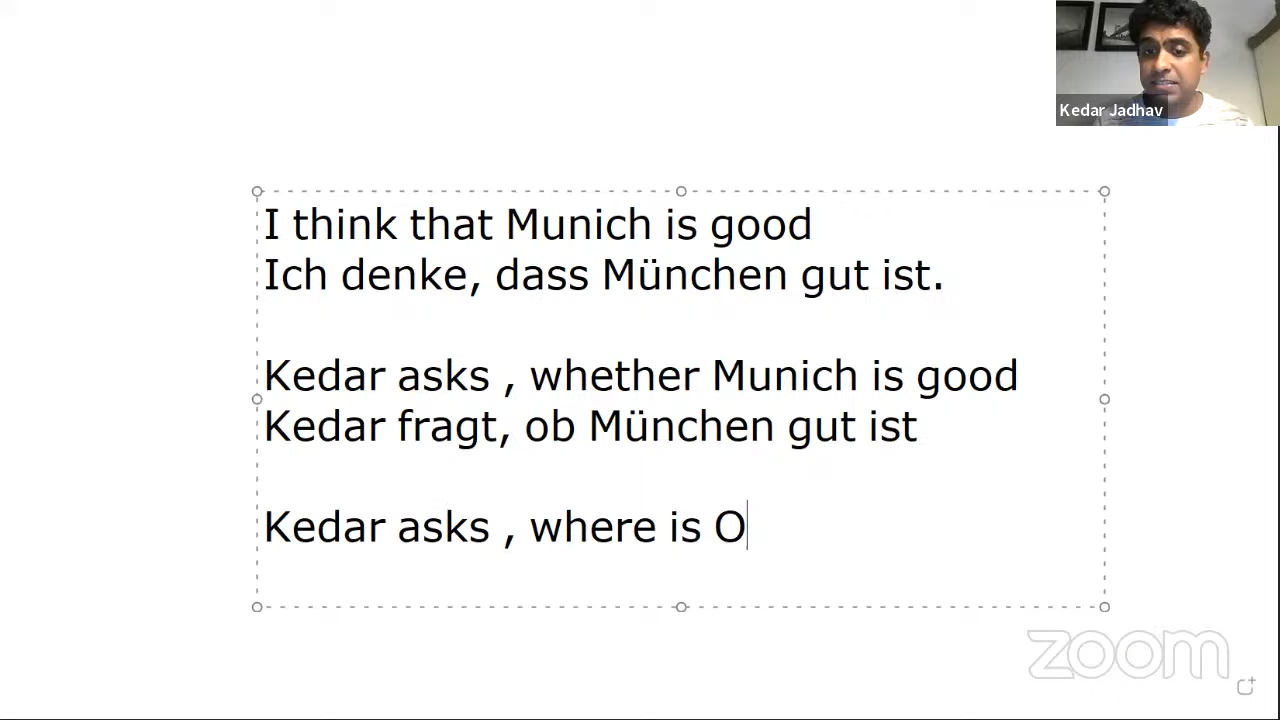 Kedar Jadhav
I think that Munich is good
Ich denke, dass München gut ist.
Kedar asks , whether Munich is good
Kedar fragt, ob München gut ist
Kedar asks , where is O
zoom